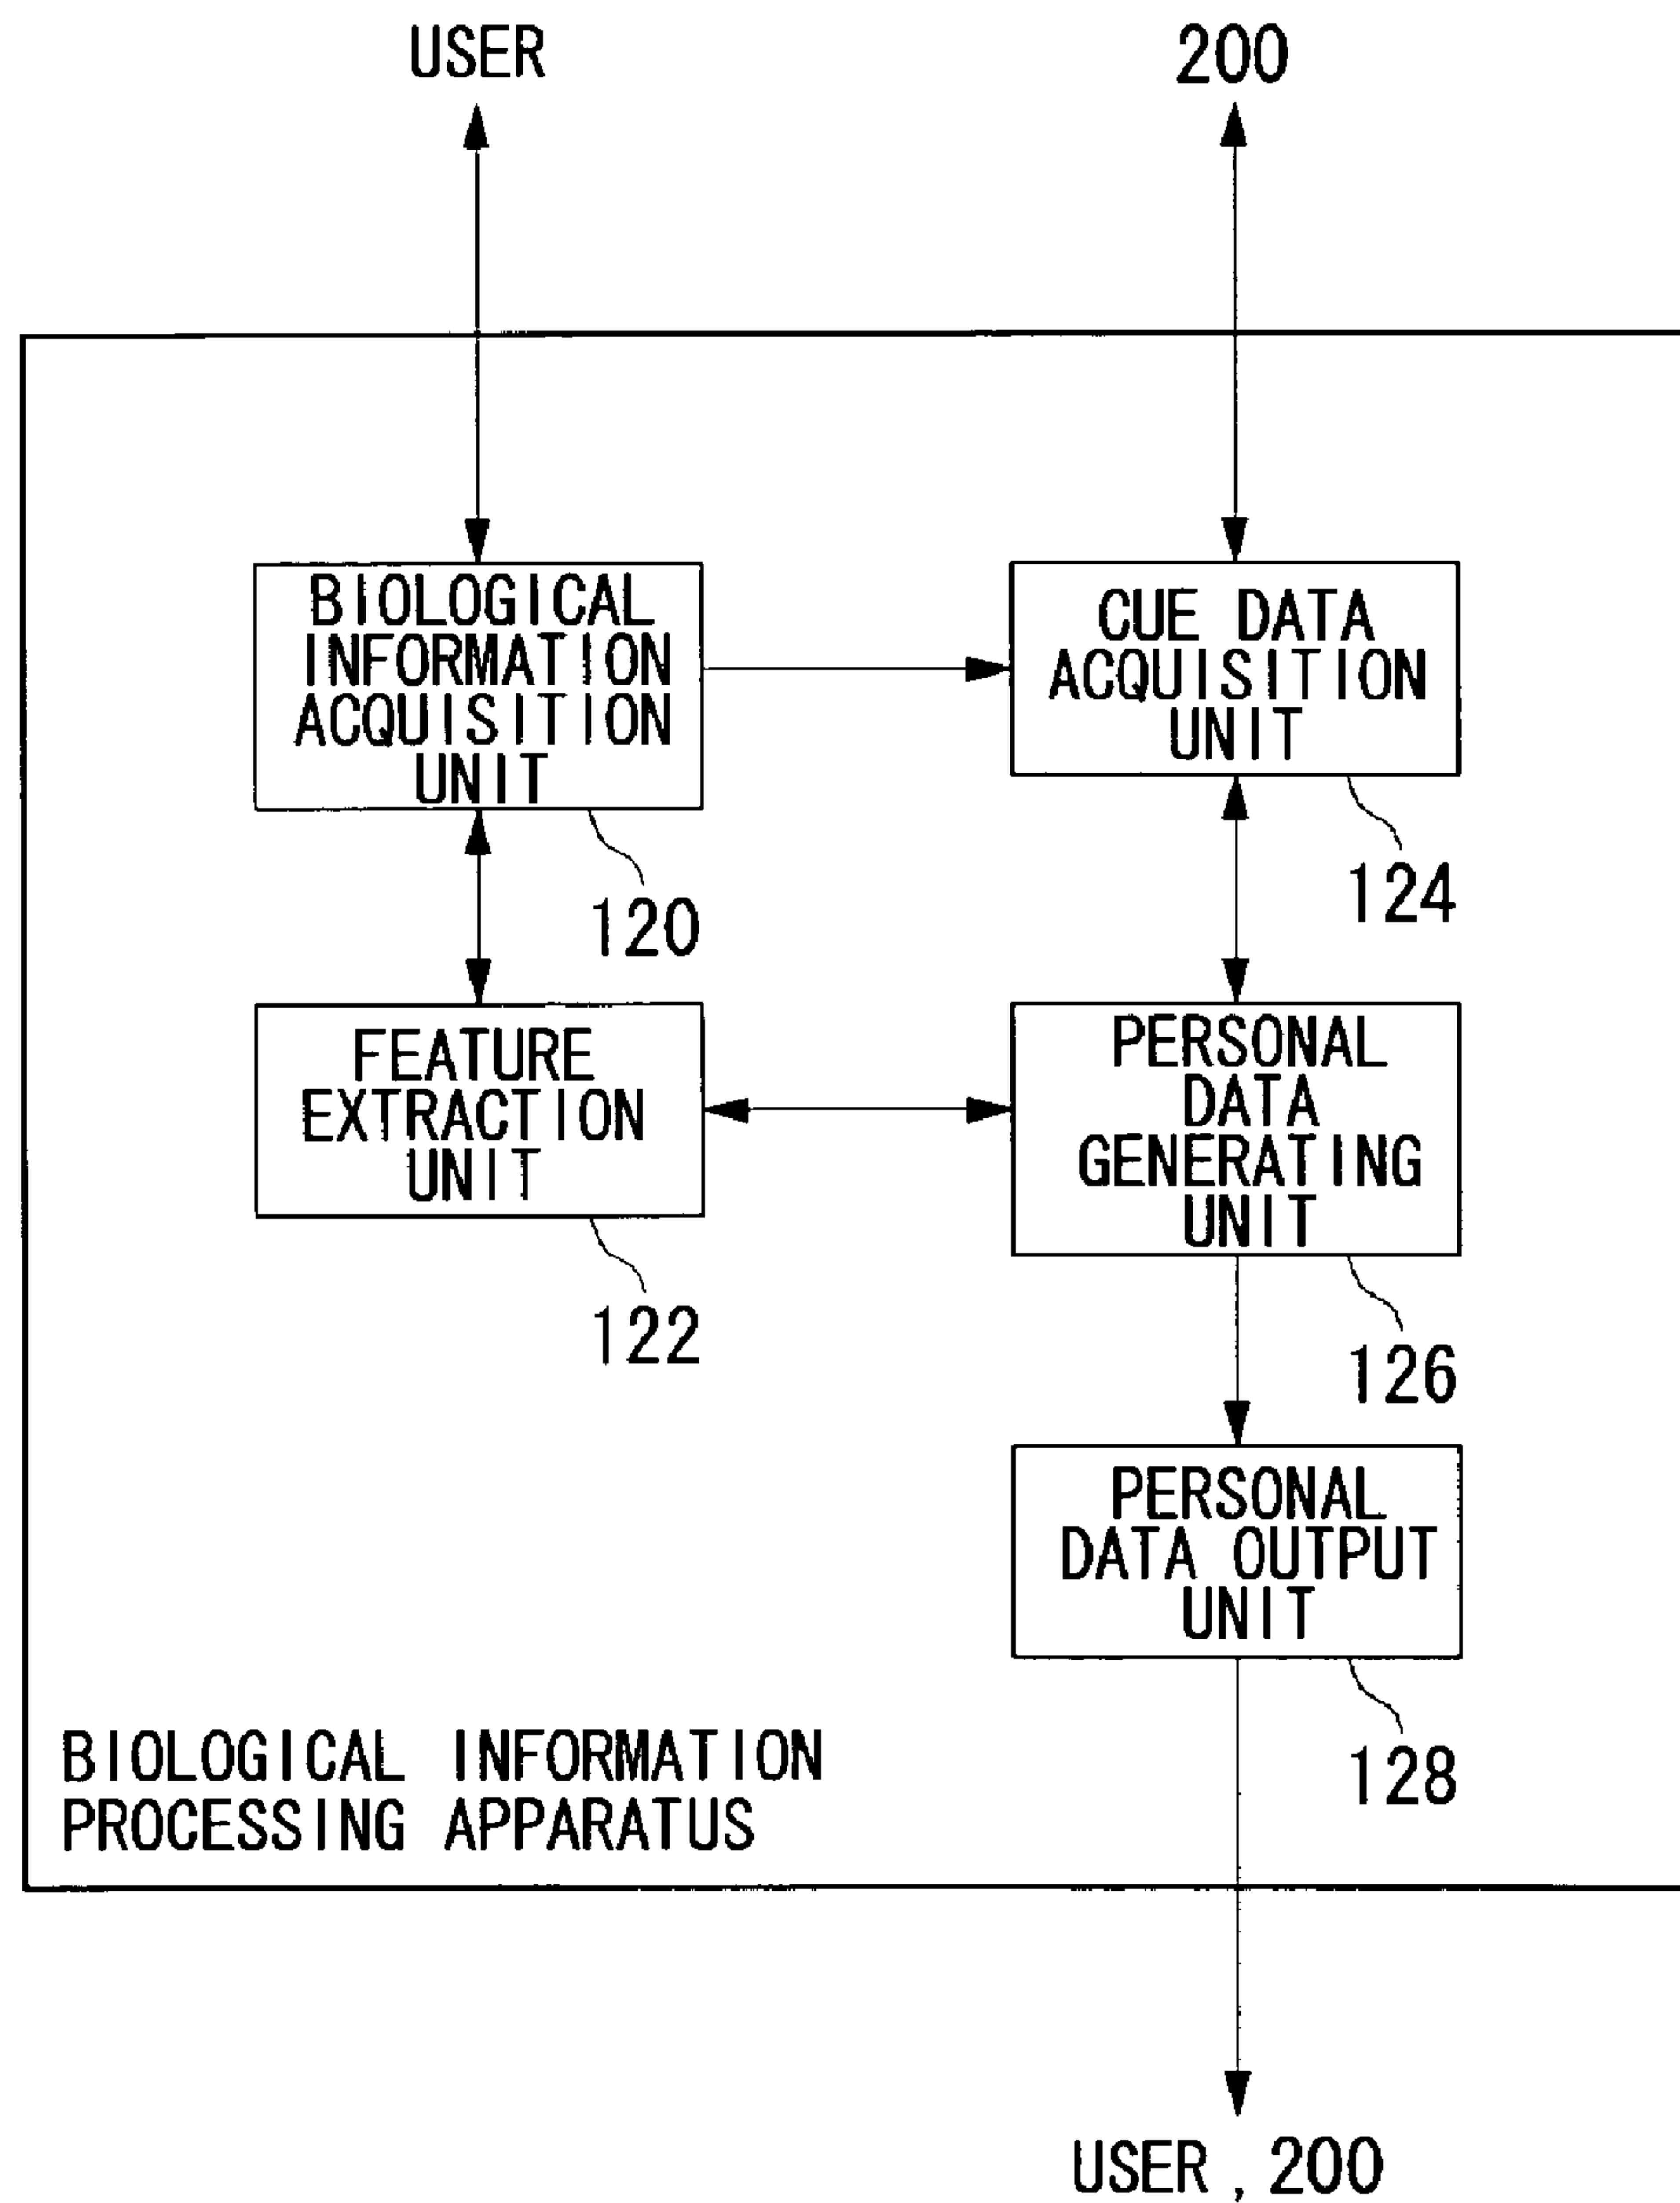 USER
200
BIOLOGICAL
INFORMATION
ACQUISITION
UNIT
120
CUE DATA
ACQUISITION
UNIT
124
FEATURE
EXTRACTION
UNIT
122
PERSONAL
DATA
GENERATING
UNIT
126
PERSONAL
DATA OUTPUT
UNIT
128
BIOLOGICAL INFORMATION
PROCESSING APPARATUS
USER, 200